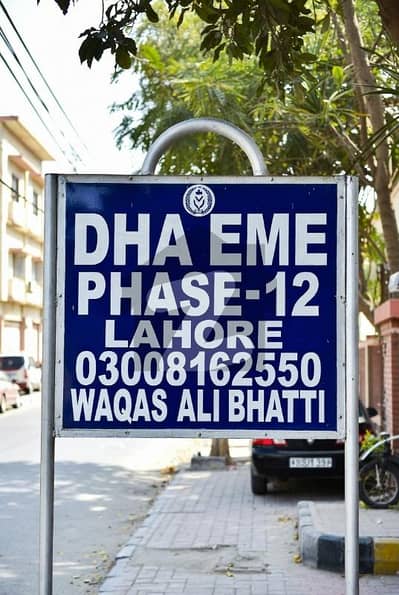 DHA EME
PHASE-12
LAHORE
03008162550
WAQAS ALI BHATTI